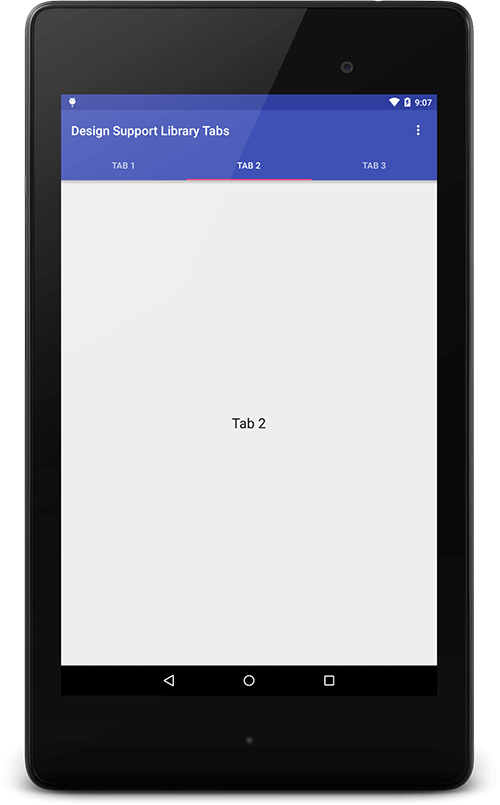 9:07
Design Support Library Tabs
TAB 1 TAB 2 TAB 3
Tab 2